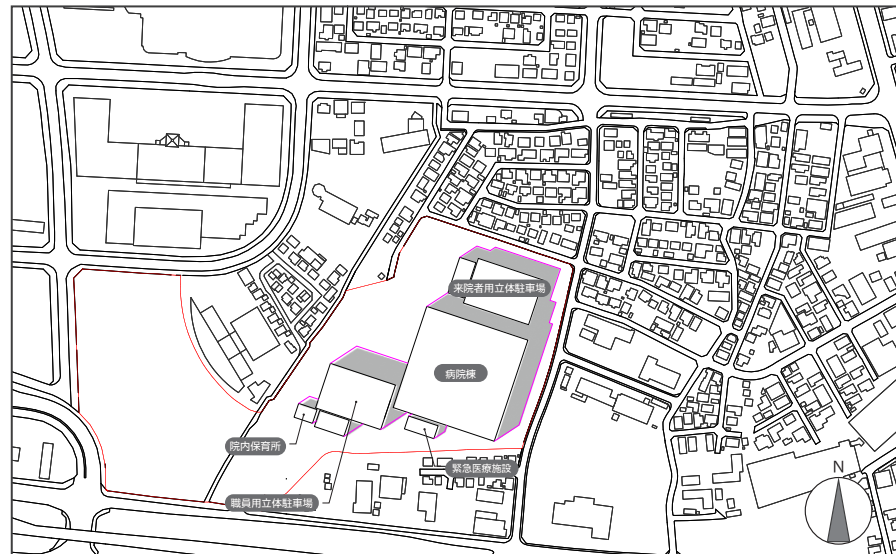 来院者用立体駐車場
病院棟
院内保育所
緊急医療施設
職員用立体駐車場
N